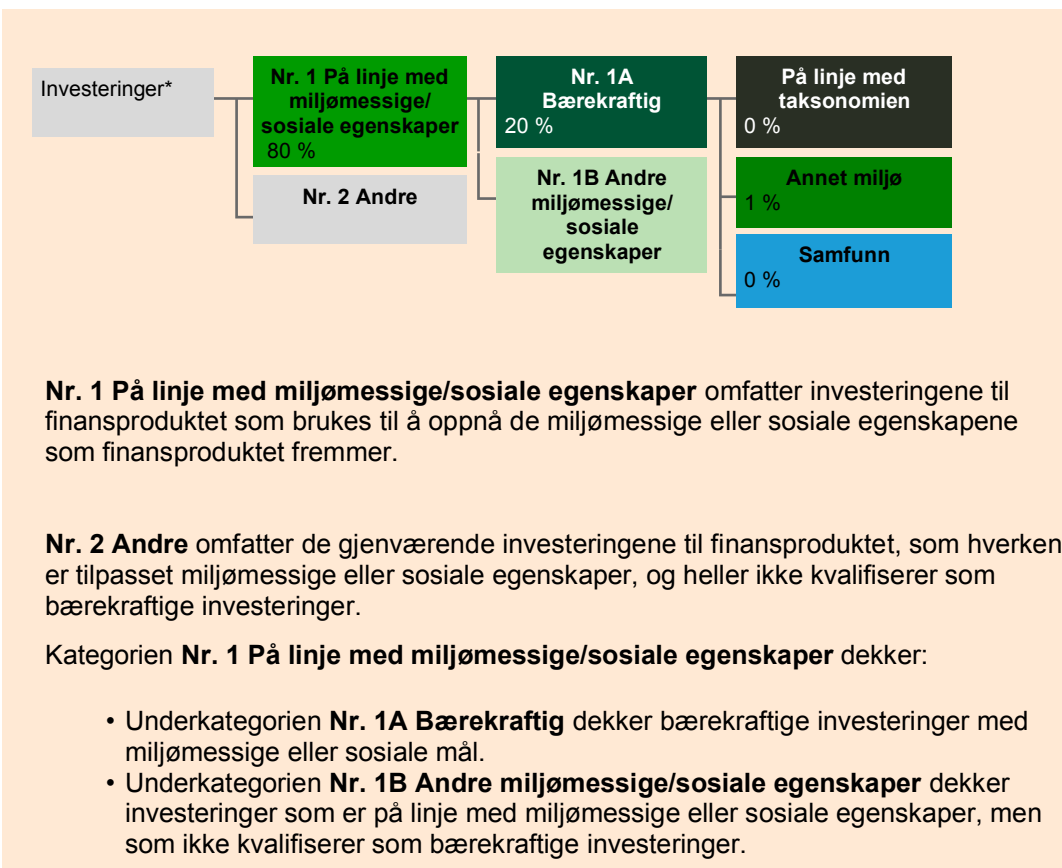 Investeringer*
Nr. 1 På linje med
miljømessige/
sosiale egenskaper
80 %
Nr. 2 Andre
Nr. 1A
Bærekraftig
20 %
Nr. 1B Andre
miljømessige/
sosiale
egenskaper
På linje med
taksonomien
0 %
Annet miljø
1 %
Samfunn
0 %
Nr. 1 På linje med miljømessige/sosiale egenskaper omfatter investeringene til
finansproduktet som brukes til å oppnå de miljømessige eller sosiale egenskapene
som finansproduktet fremmer.
Nr. 2 Andre omfatter de gjenværende investeringene til finansproduktet, som hverken
er tilpasset miljømessige eller sosiale egenskaper, og heller ikke kvalifiserer som
bærekraftige investeringer.
Kategorien Nr. 1 På linje med miljømessige/sosiale egenskaper dekker:
• Underkategorien Nr. 1A Bærekraftig dekker bærekraftige investeringer med
miljømessige eller sosiale mål.
• Underkategorien Nr. 1B Andre miljømessige/sosiale egenskaper dekker
investeringer som er på linje med miljømessige eller sosiale egenskaper, men
som ikke kvalifiserer som bærekraftige investeringer.